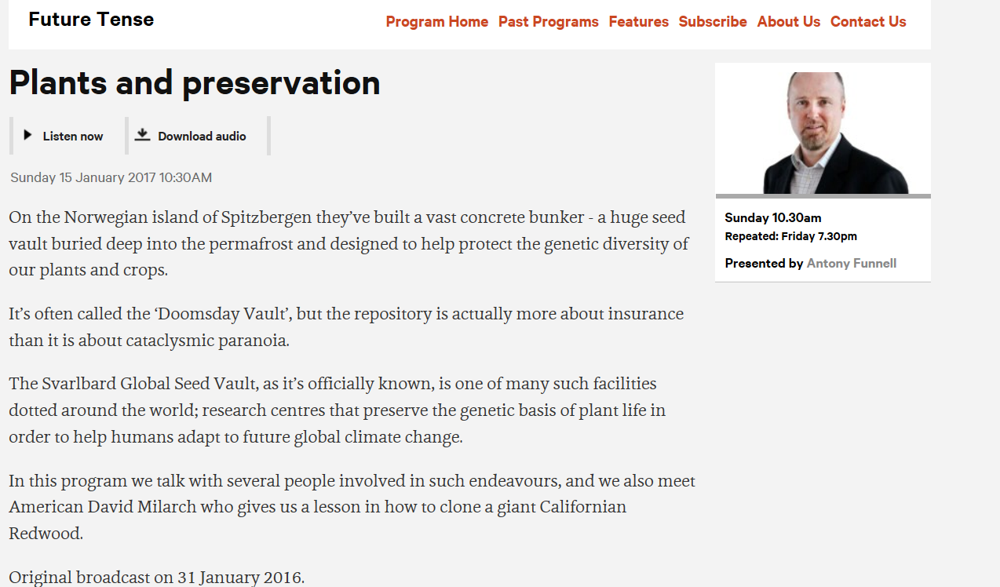 Future Tense
Program Home Past Programs Features Subscribe About Us Contact Us
Plants and preservation
Listen now Download audio
Sunday 15 January 2017 10:30AM
On the Norwegian island of Spitzbergen they’ve built a vast concrete bunker - a huge seed
vault buried deep into the permafrost and designed to help protect the genetic diversity of
our plants and crops.
It’s often called the ‘Doomsday Vault’, but the repository is actually more about insurance
than it is about cataclysmic paranoia.
The Svarlbard Global Seed Vault, as it’s officially known, is one of many such facilities
dotted around the world; research centres that preserve the genetic basis of plant life in
order to help humans adapt to future global climate change.
In this program we talk with several people involved in such endeavours, and we also meet
American David Milarch who gives us a lesson in how to clone a giant Californian
Redwood.
Original broadcast on 31 January 2016.
Sunday 10.30am
Repeated: Friday 7.30pm
Presented by Antony Funnell